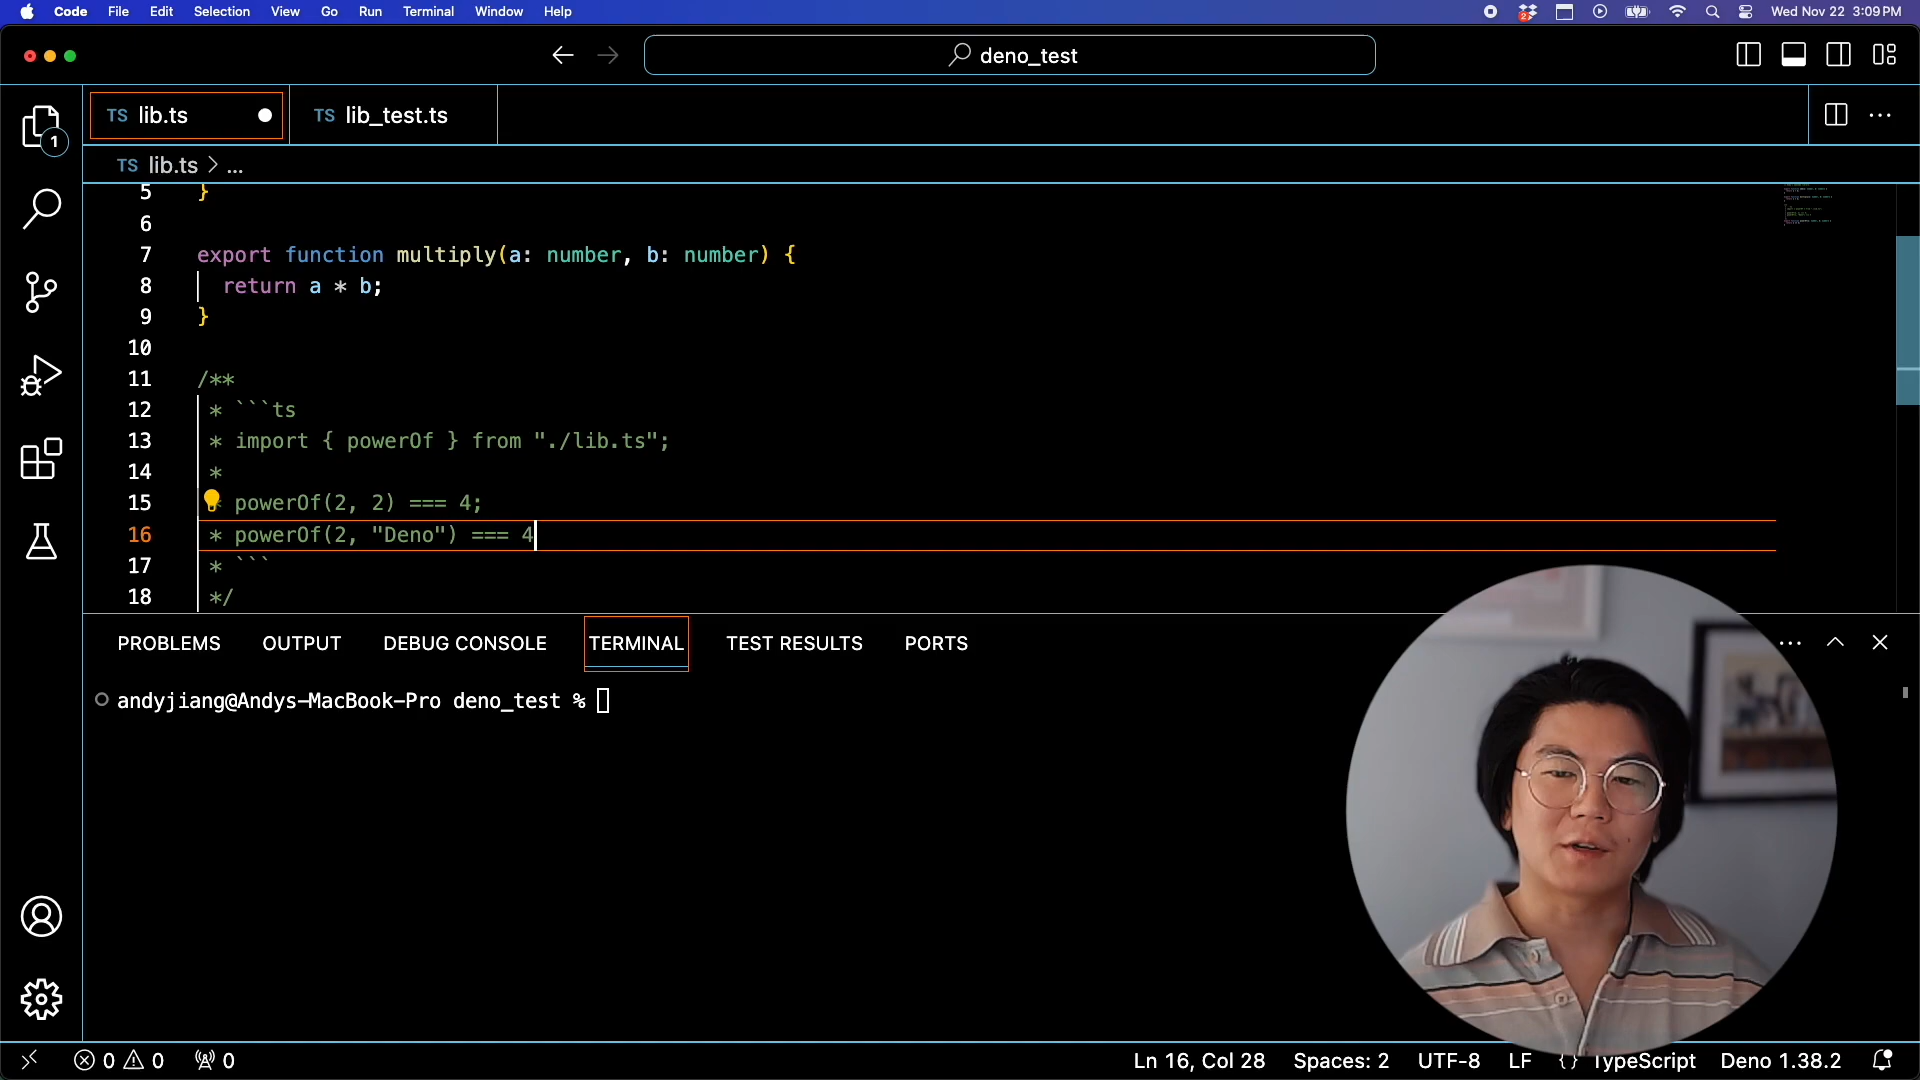 Code File Edit Selection View Go Run Terminal Window Help
2
Wed Nov 22 3:09 PM
deno_test
TS lib.ts
TS lib_test.ts
1
TS lib.ts > ...
5 }
6
7 export function multiply(a: number, b: number) {
8 return a * b;
9 }
10
11 /**
12 * ```ts
13 * import { powerOf } from "./lib.ts";
14 *
15 * powerOf(2, 2) === 4;
16 * powerOf(2, "Deno") === 4
17 * ```
18 */
PROBLEMS OUTPUT DEBUG CONSOLE TERMINAL TEST RESULTS PORTS
andyjiang@Andys-MacBook-Pro deno_test %
0 0 0 Ln 16, Col 28 Spaces: 2 UTF-8 LF {} TypeScript Deno 1.38.2